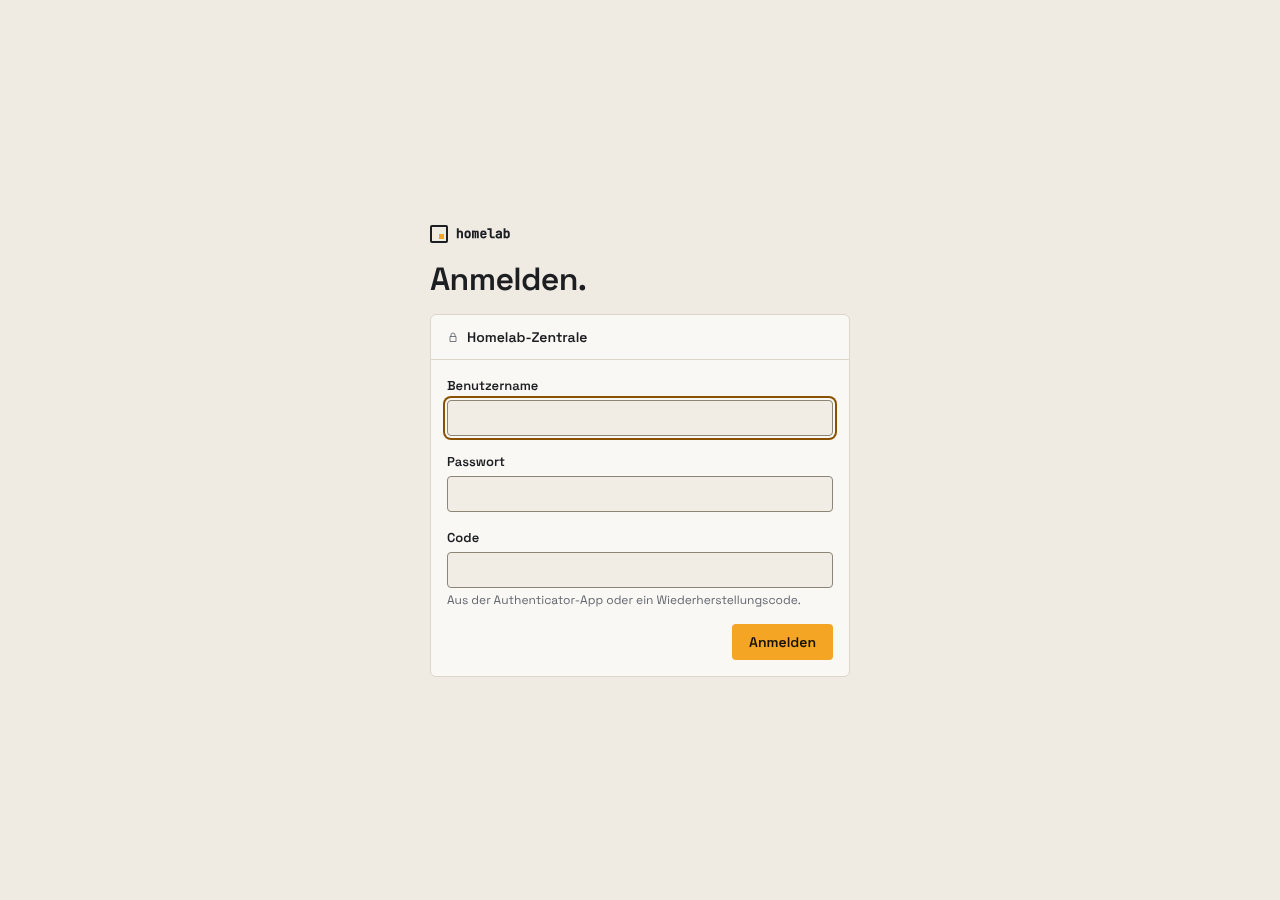 homelab
Anmelden.
Homelab-Zentrale
Benutzername
Passwort
Code
Aus der Authenticator-App oder ein Wiederherstellungscode.
Anmelden